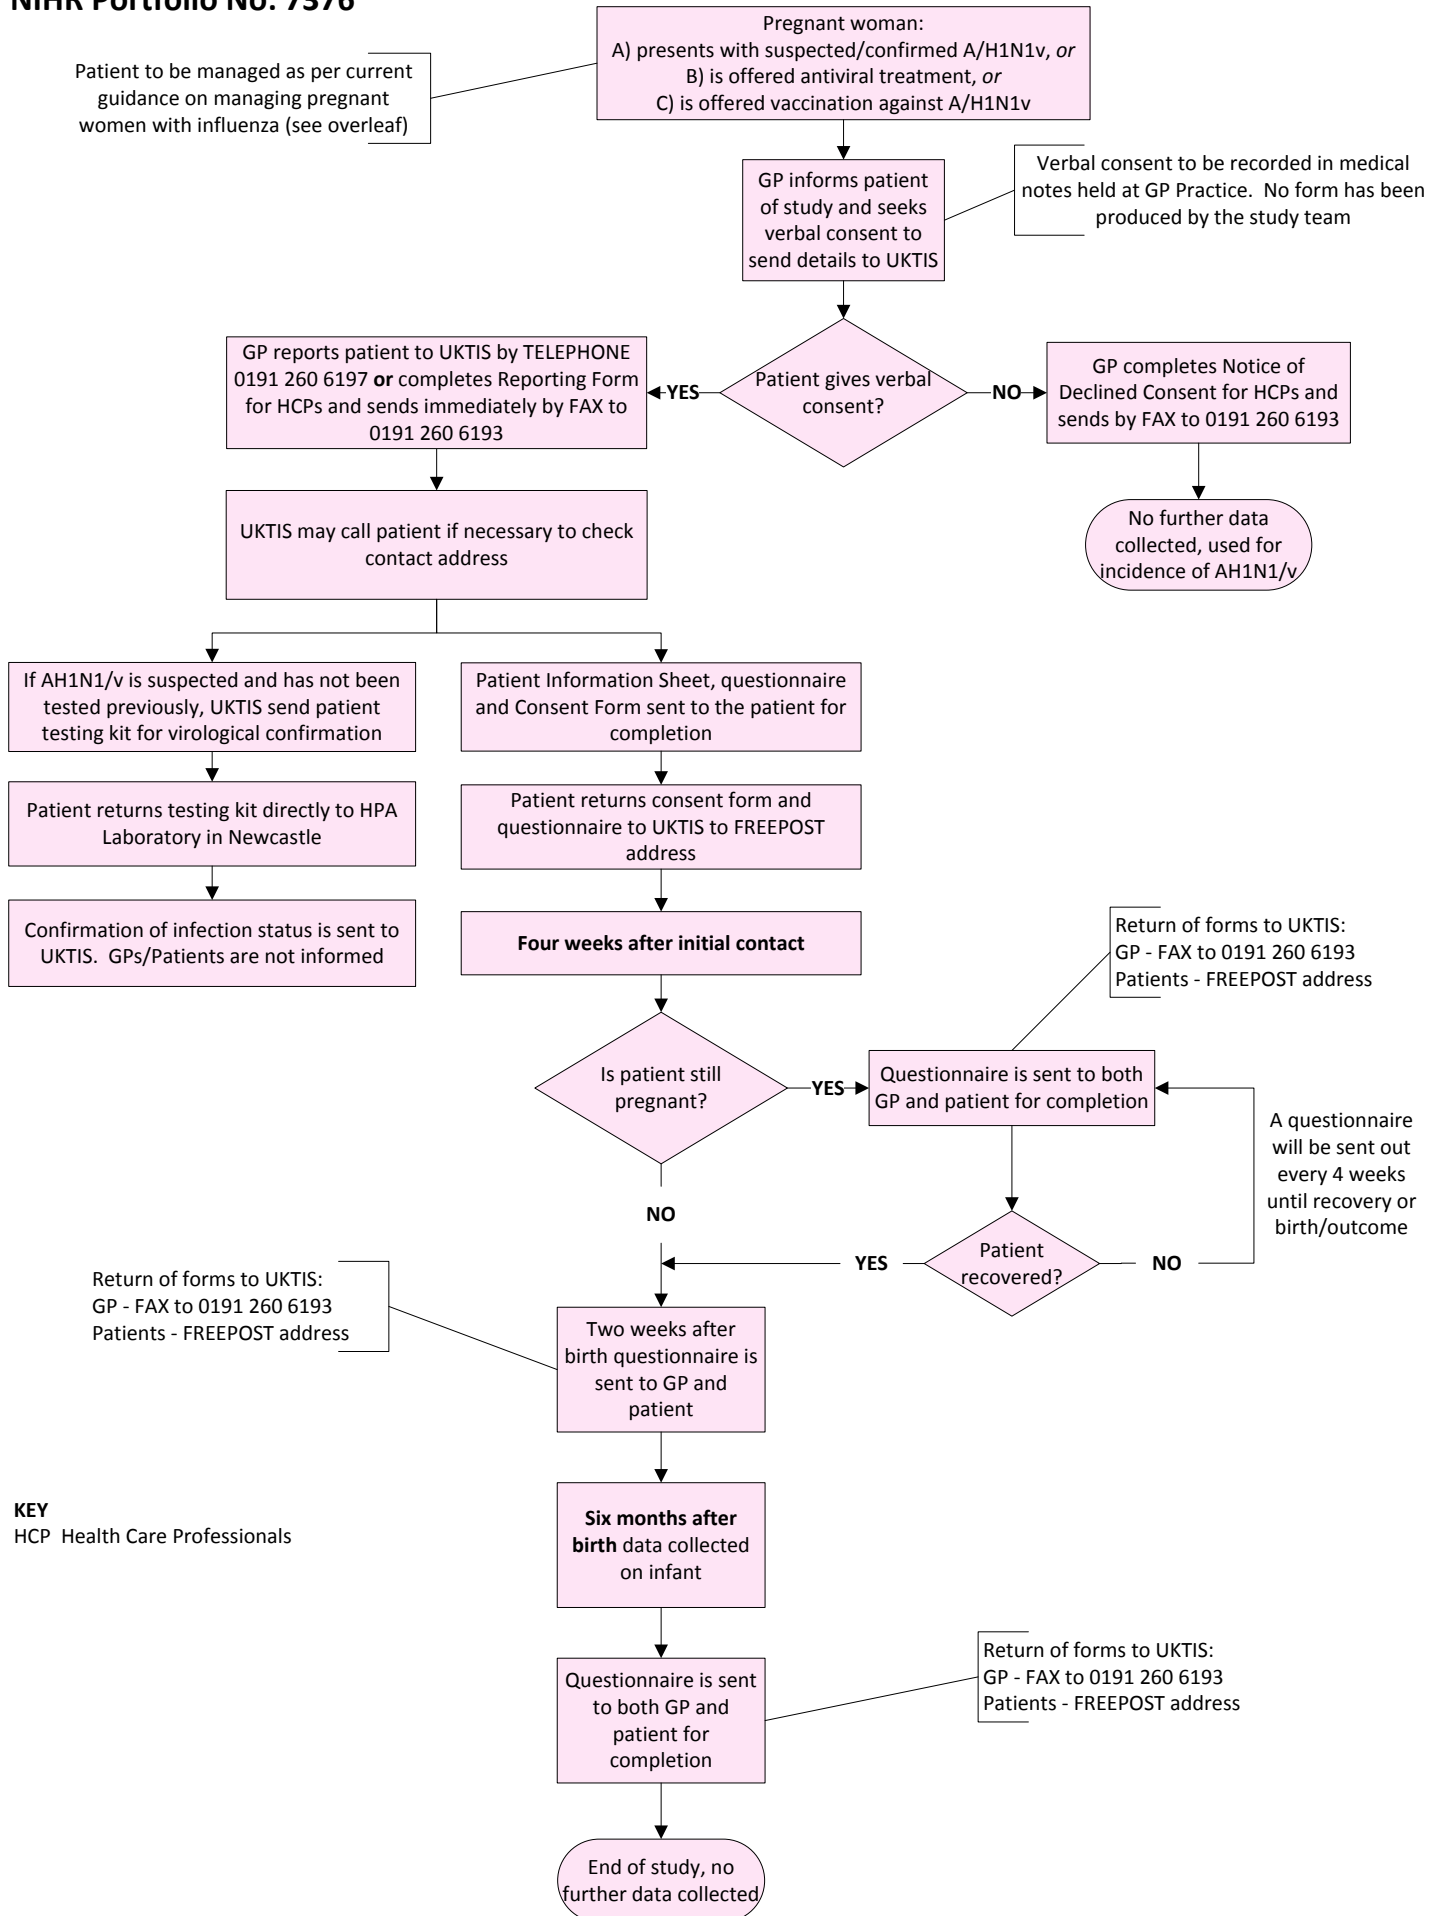 NIHR Portfolio No. 7376
Pregnant woman:
A) presents with suspected/confirmed A/H1N1v, or
B) is offered antiviral treatment, or
C) is offered vaccination against A/H1N1v
Patient to be managed as per current
guidance on managing pregnant
women with influenza (see overleaf)
GP informs patient
of study and seeks
verbal consent to
send details to UKTIS
Verbal consent to be recorded in medical
notes held at GP Practice.  No form has been
produced by the study team
Patient gives verbal
consent?
YES
NO
GP reports patient to UKTIS by TELEPHONE
0191 260 6197 or completes Reporting Form
for HCPs and sends immediately by FAX to
0191 260 6193
GP completes Notice of
Declined Consent for HCPs and
sends by FAX to 0191 260 6193
No further data
collected, used for
incidence of AH1N1/v
UKTIS may call patient if necessary to check
contact address
If AH1N1/v is suspected and has not been
tested previously, UKTIS send patient
testing kit for virological confirmation
Patient returns testing kit directly to HPA
Laboratory in Newcastle
Confirmation of infection status is sent to
UKTIS.  GPs/Patients are not informed
Patient Information Sheet, questionnaire
and Consent Form sent to the patient for
completion
Patient returns consent form and
questionnaire to UKTIS to FREEPOST
address
Four weeks after initial contact
Is patient still
pregnant?
YES
NO
Return of forms to UKTIS:
GP - FAX to 0191 260 6193
Patients - FREEPOST address
Questionnaire is sent to both
GP and patient for completion
A questionnaire
will be sent out
every 4 weeks
until recovery or
birth/outcome
Patient
recovered?
YES
NO
Return of forms to UKTIS:
GP - FAX to 0191 260 6193
Patients - FREEPOST address
Two weeks after
birth questionnaire is
sent to GP and
patient
Six months after
birth data collected
on infant
KEY
HCP  Health Care Professionals
Questionnaire is sent
to both GP and
patient for
completion
Return of forms to UKTIS:
GP - FAX to 0191 260 6193
Patients - FREEPOST address
End of study, no
further data collected